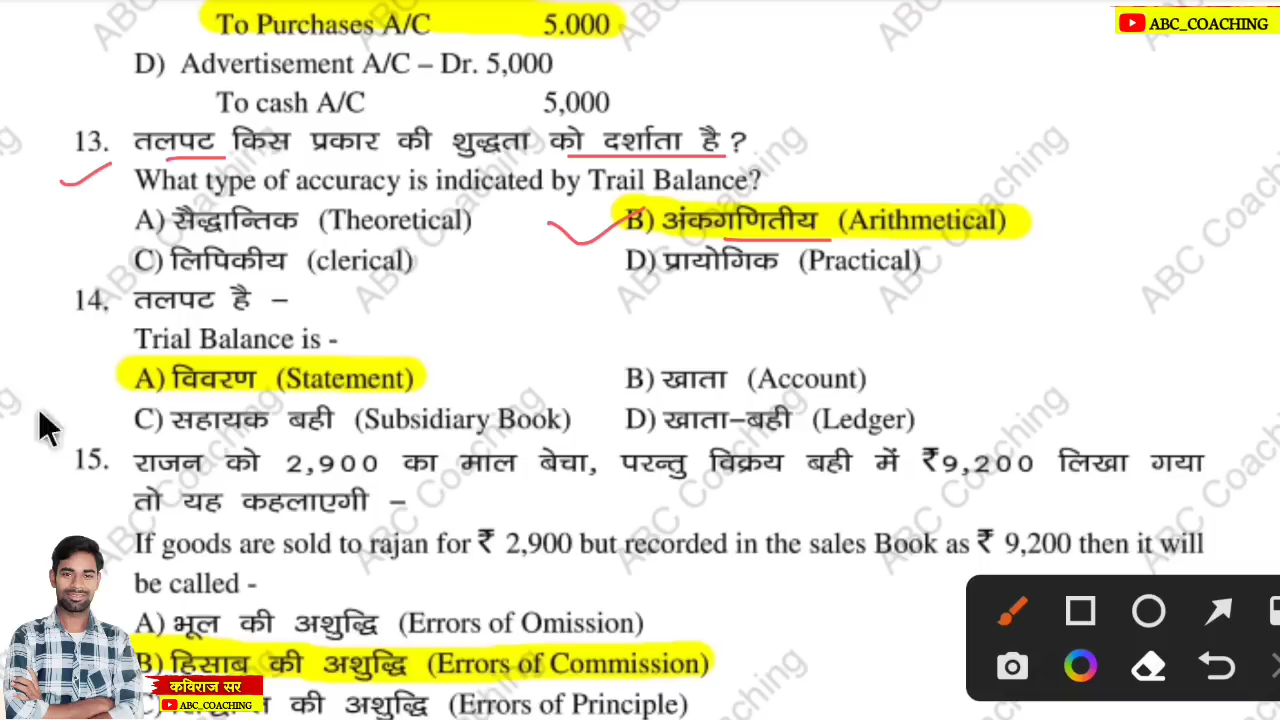 To Purchases A/C 5.000
ABC_COACHING
D) Advertisement A/C – Dr. 5,000
To cash A/C 5,000
13. तलपट किस प्रकार की शुद्धता को दर्शाता है ?
What type of accuracy is indicated by Trail Balance?
A) सैद्धान्तिक (Theoretical) B) अंकगणितीय (Arithmetical)
C) लिपिकीय (clerical) D) प्रायोगिक (Practical)
14. तलपट है –
Trial Balance is -
A) विवरण (Statement) B) खाता (Account)
C) सहायक बही (Subsidiary Book) D) खाता–बही (Ledger)
15. राजन को 2,900 का माल बेचा, परन्तु विक्रय बही में ₹9,200 लिखा गया
तो यह कहलाएगी –
If goods are sold to rajan for ₹ 2,900 but recorded in the sales Book as ₹ 9,200 then it will
be called -
A) भूल की अशुद्धि (Errors of Omission)
B) हिसाब की अशुद्धि (Errors of Commission)
की अशुद्धि (Errors of Principle)
कविराज सर
ABC_COACHING
ABC Coaching